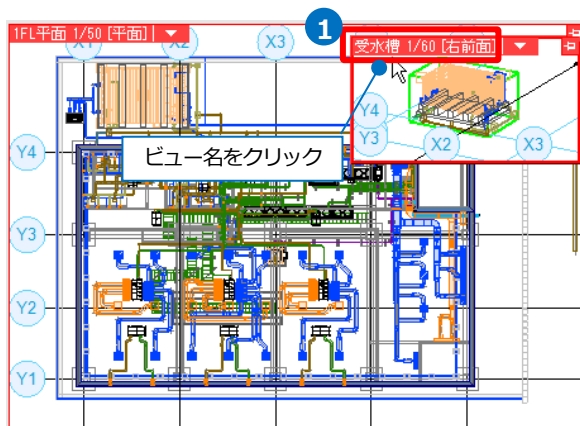 1FL平面 1/50 [平面]
1
受水槽 1/60 [右前面]
X1
X2
X3
Y4
Y3
X2
X3
ビュー名をクリック
Y4
Y3
Y2
Y1